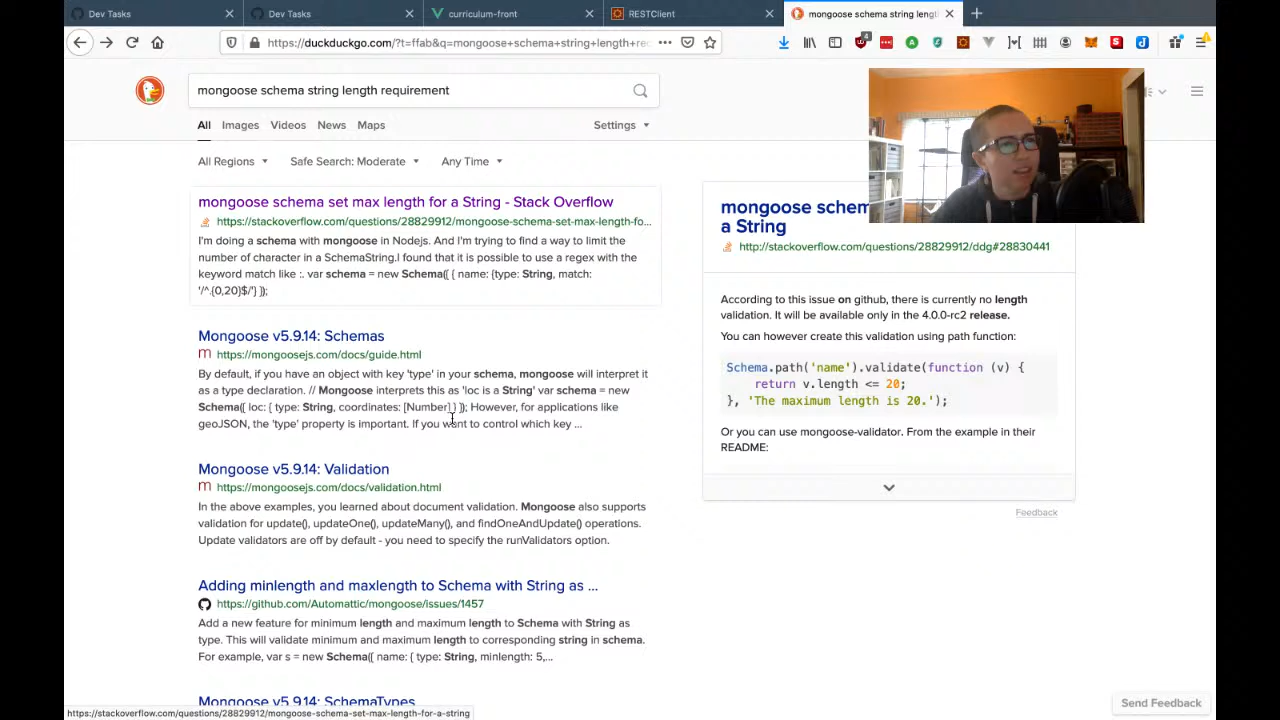 Dev Tasks
Dev Tasks
curriculum-front
RESTClient
mongoose schema string lengt
https://duckduckgo.com/?t=ffab&q=mongoose+schema+string+length+rec
4
mongoose schema string length requirement
All
Images
Videos
News
Maps
Settings
All Regions
Safe Search: Moderate
Any Time
mongoose schema set max length for a String - Stack Overflow
https://stackoverflow.com/questions/28829912/mongoose-schema-set-max-length-fo...
I'm doing a schema with mongoose in Nodejs. And I'm trying to find a way to limit the
number of character in a SchemaString.I found that it is possible to use a regex with the
keyword match like :. var schema = new Schema([ { name: {type: String, match:
'/^.{0,20}$/'} ]);
Mongoose v5.9.14: Schemas
https://mongoosejs.com/docs/guide.html
By default, if you have an object with key 'type' in your schema, mongoose will interpret
it as a type declaration. // Mongoose interprets this as 'loc is a String' var schema = new
Schema({ loc: { type: String, coordinates: [Number] } }); However, for applications like
geoJSON, the 'type' property is important. If you want to control which key ...
Mongoose v5.9.14: Validation
https://mongoosejs.com/docs/validation.html
In the above examples, you learned about document validation. Mongoose also supports
validation for update(), updateOne(), updateMany(), and findOneAndUpdate() operations.
Update validators are off by default - you need to specify the runValidators option.
Adding minlength and maxlength to Schema with String as ...
https://github.com/Automattic/mongoose/issues/1457
Add a new feature for minimum length and maximum length to Schema with String as
type. This will validate minimum and maximum length to corresponding string in schema.
For example, var s = new Schema({ name: { type: String, minlength: 5,...
Mongoose v5.9.14: SchemaTypes
https://stackoverflow.com/questions/28829912/mongoose-schema-set-max-length-for-a-string
mongoose schem
a String
http://stackoverflow.com/questions/28829912/ddg#28830441
According to this issue on github, there is currently no length
validation. It will be available only in the 4.0.0-rc2 release.
You can however create this validation using path function:
Schema.path('name').validate(function (v) {
return v.length <= 20;
}, 'The maximum length is 20.');
Or you can use mongoose-validator. From the example in their
README:
Feedback
Send Feedback